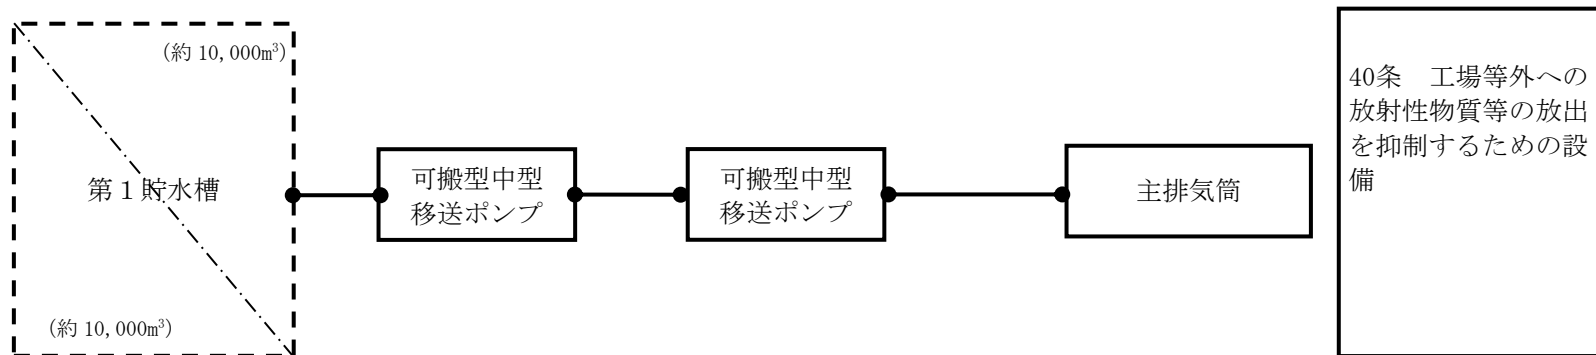 (約 10,000m³)
第１貯水槽
(約 10,000m³)
可搬型中型
移送ポンプ
可搬型中型
移送ポンプ
主排気筒
40条　工場等外への
放射性物質等の放出
を抑制するための設
備